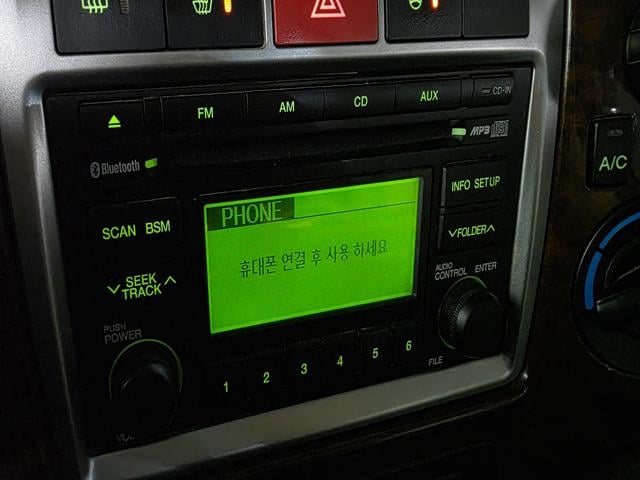 FM AM CD AUX CD-IN
Bluetooth
MP3
PHONE
휴대폰 연결 후 사용 하세요
SCAN BSM
SEEK
TRACK
INFO SETUP
FOLDER
AUDIO
CONTROL ENTER
PUSH
POWER
VOL
1 2 3 4 5 6
FILE
A/C